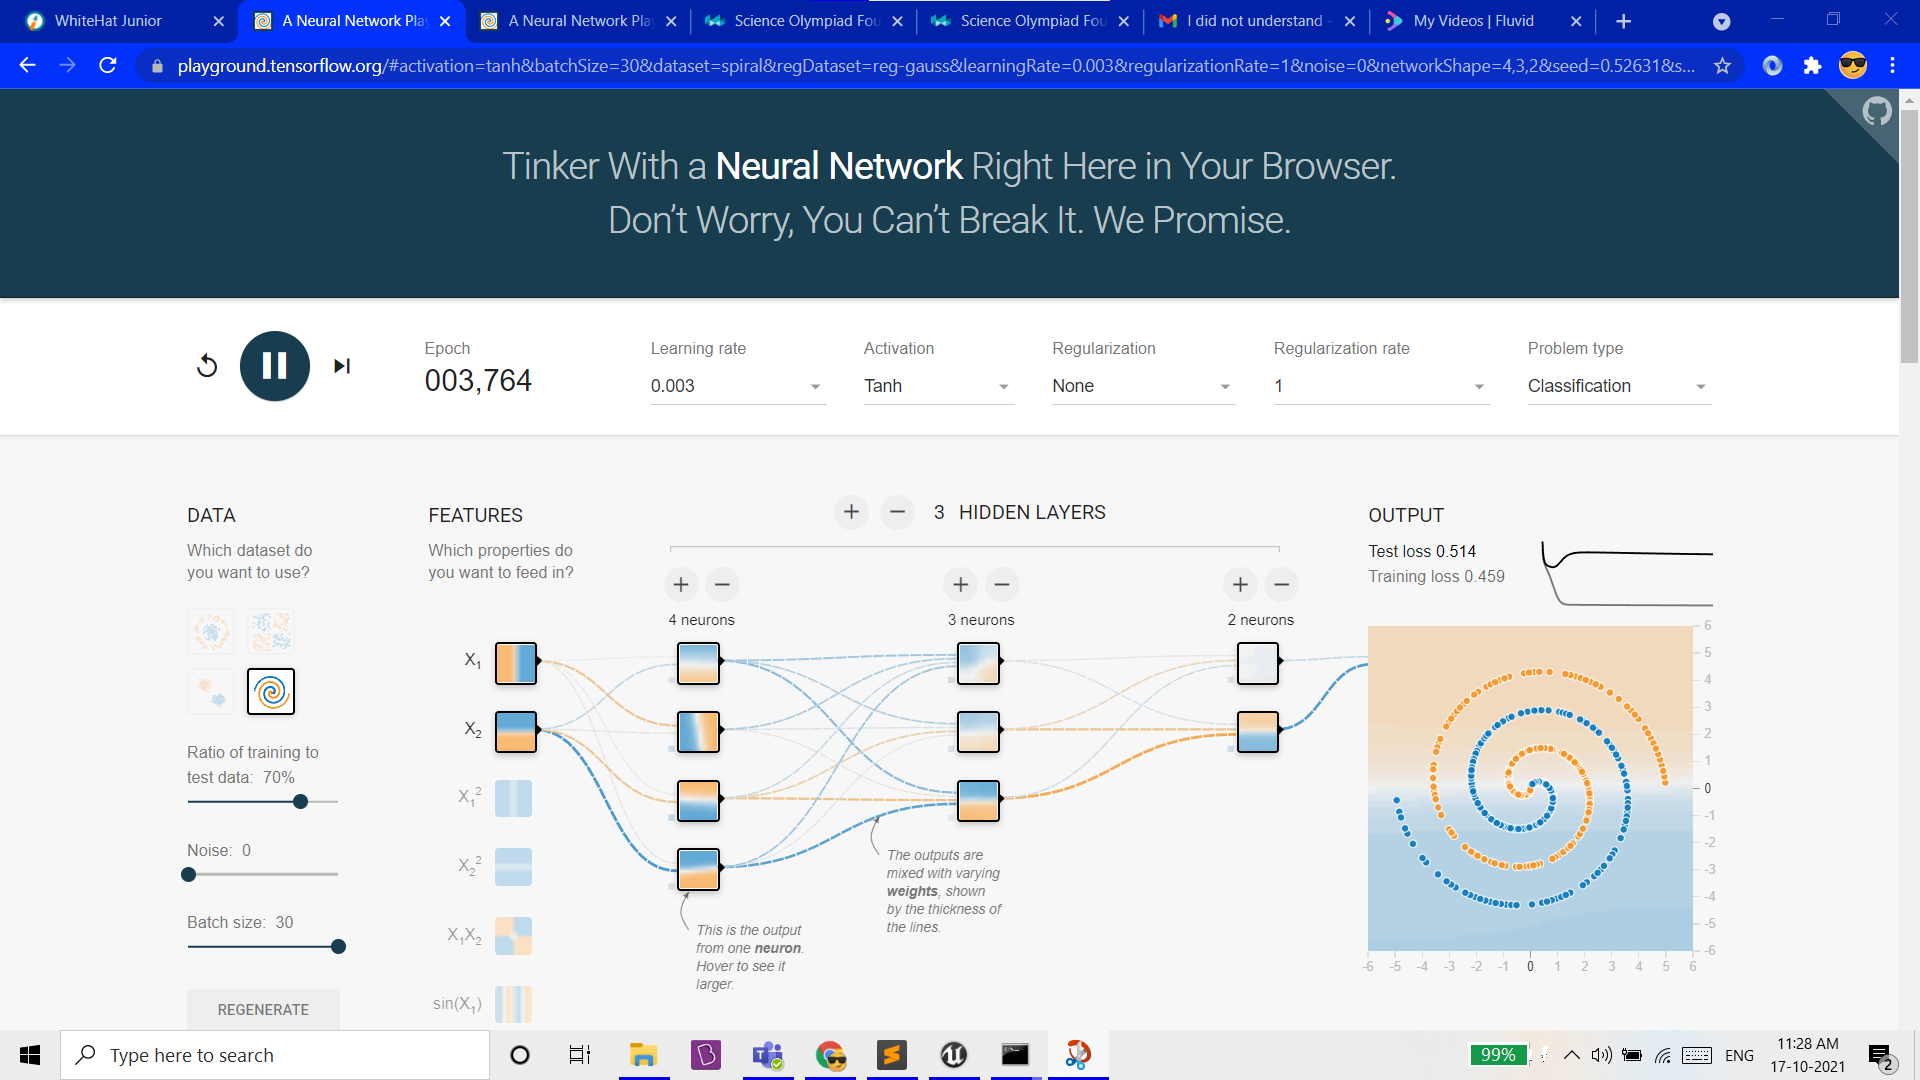 WhiteHat Junior
A Neural Network Pla
A Neural Network Pla
Science Olympiad Fou
Science Olympiad Fou
I did not understand -
My Videos | Fluvid
playground.tensorflow.org/#activation=tanh&batchSize=30&dataset=spiral&regDataset=reg-gauss&learningRate=0.003&regularizationRate=1&noise=0&networkShape=4,3,2&seed=0.52631&s...
Tinker With a Neural Network Right Here in Your Browser.
Don't Worry, You Can't Break It. We Promise.
Epoch
003,764
Learning rate
0.003
Activation
Tanh
Regularization
None
Regularization rate
1
Problem type
Classification
DATA
Which dataset do
you want to use?
Ratio of training to
test data: 70%
Noise: 0
Batch size: 30
REGENERATE
FEATURES
Which properties do
you want to feed in?
X₁
X₂
X₁²
X₂²
X₁X₂
sin(X₁)
+ − 3 HIDDEN LAYERS
+ −
4 neurons
+ −
3 neurons
+ −
2 neurons
This is the output
from one neuron.
Hover to see it
larger.
The outputs are
mixed with varying
weights, shown
by the thickness of
the lines.
OUTPUT
Test loss 0.514
Training loss 0.459
6
5
4
3
2
1
0
-1
-2
-3
-4
-5
-6
-6 -5 -4 -3 -2 -1 0 1 2 3 4 5 6
Type here to search
99%
ENG
11:28 AM
17-10-2021
2